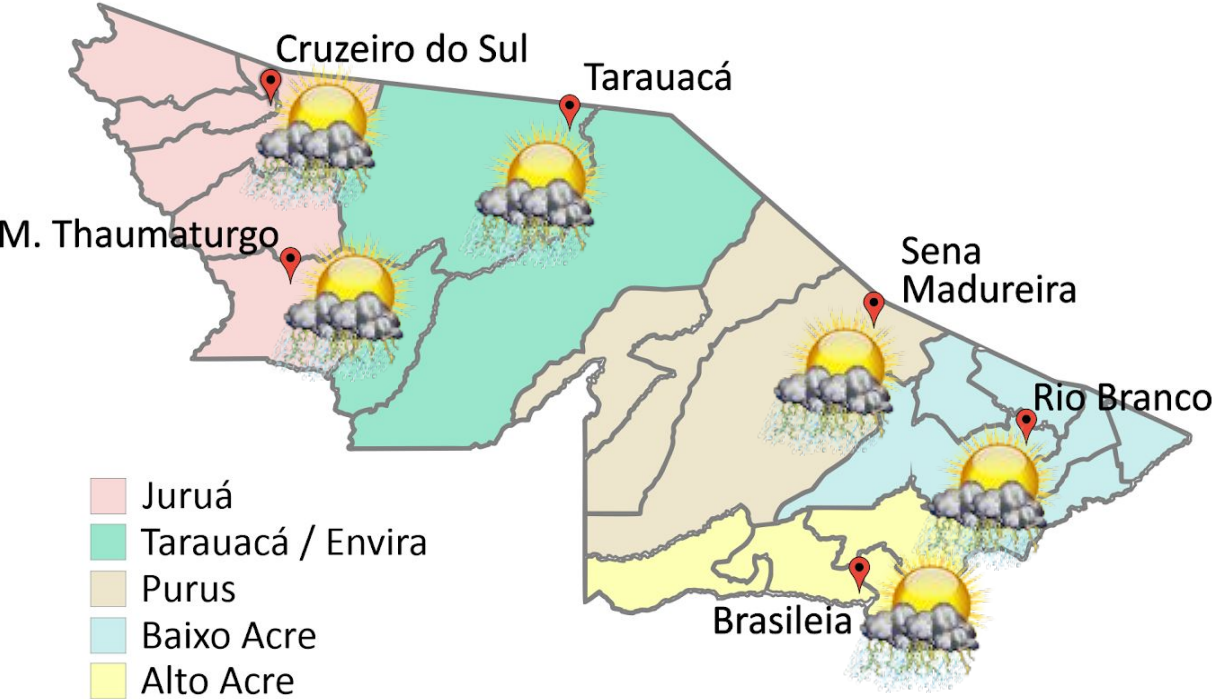 Cruzeiro do Sul
Tarauacá
M. Thaumaturgo
Sena
Madureira
Rio Branco
Brasileia
Juruá
Tarauacá / Envira
Purus
Baixo Acre
Alto Acre